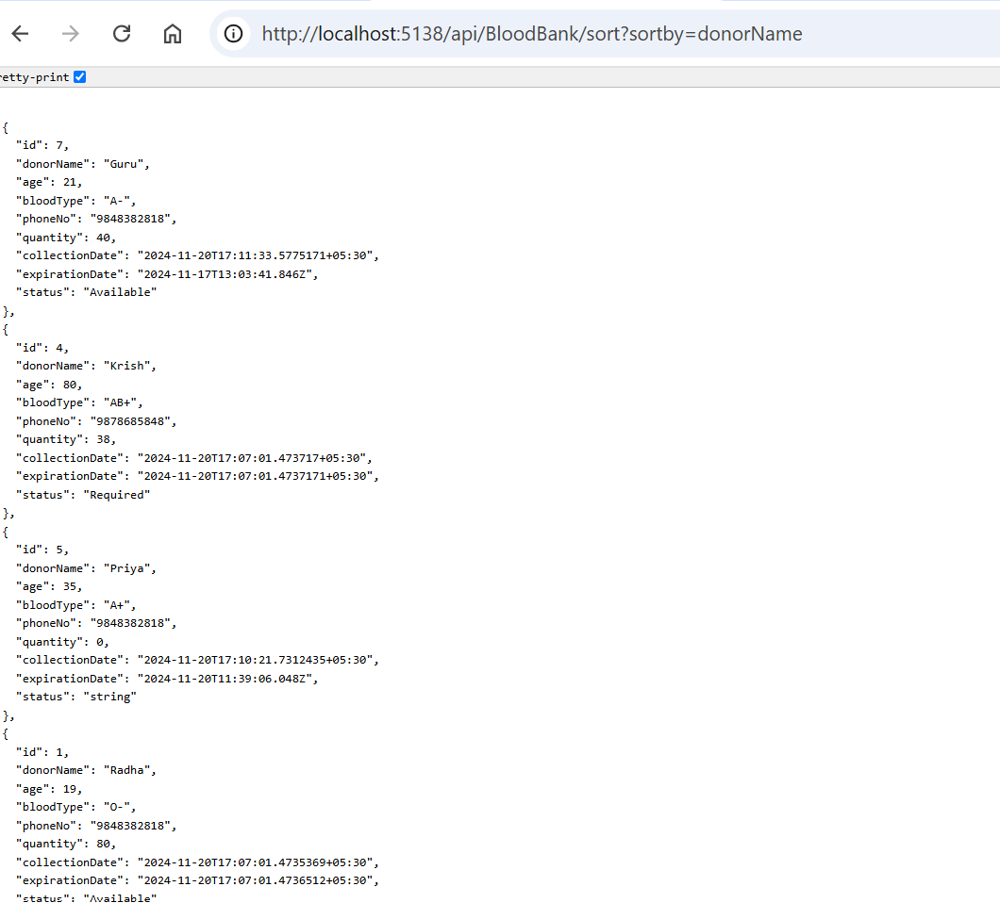 http://localhost:5138/api/BloodBank/sort?sortby=donorName
retty-print
{
"id": 7,
"donorName": "Guru",
"age": 21,
"bloodType": "A-",
"phoneNo": "9848382818",
"quantity": 40,
"collectionDate": "2024-11-20T17:11:33.5775171+05:30",
"expirationDate": "2024-11-17T13:03:41.846Z",
"status": "Available"
},
{
"id": 4,
"donorName": "Krish",
"age": 80,
"bloodType": "AB+",
"phoneNo": "9878685848",
"quantity": 38,
"collectionDate": "2024-11-20T17:07:01.473717+05:30",
"expirationDate": "2024-11-20T17:07:01.4737171+05:30",
"status": "Required"
},
{
"id": 5,
"donorName": "Priya",
"age": 35,
"bloodType": "A+",
"phoneNo": "9848382818",
"quantity": 0,
"collectionDate": "2024-11-20T17:10:21.7312435+05:30",
"expirationDate": "2024-11-20T11:39:06.048Z",
"status": "string"
},
{
"id": 1,
"donorName": "Radha",
"age": 19,
"bloodType": "O-",
"phoneNo": "9848382818",
"quantity": 80,
"collectionDate": "2024-11-20T17:07:01.4735369+05:30",
"expirationDate": "2024-11-20T17:07:01.4736512+05:30",
"status": "Available"